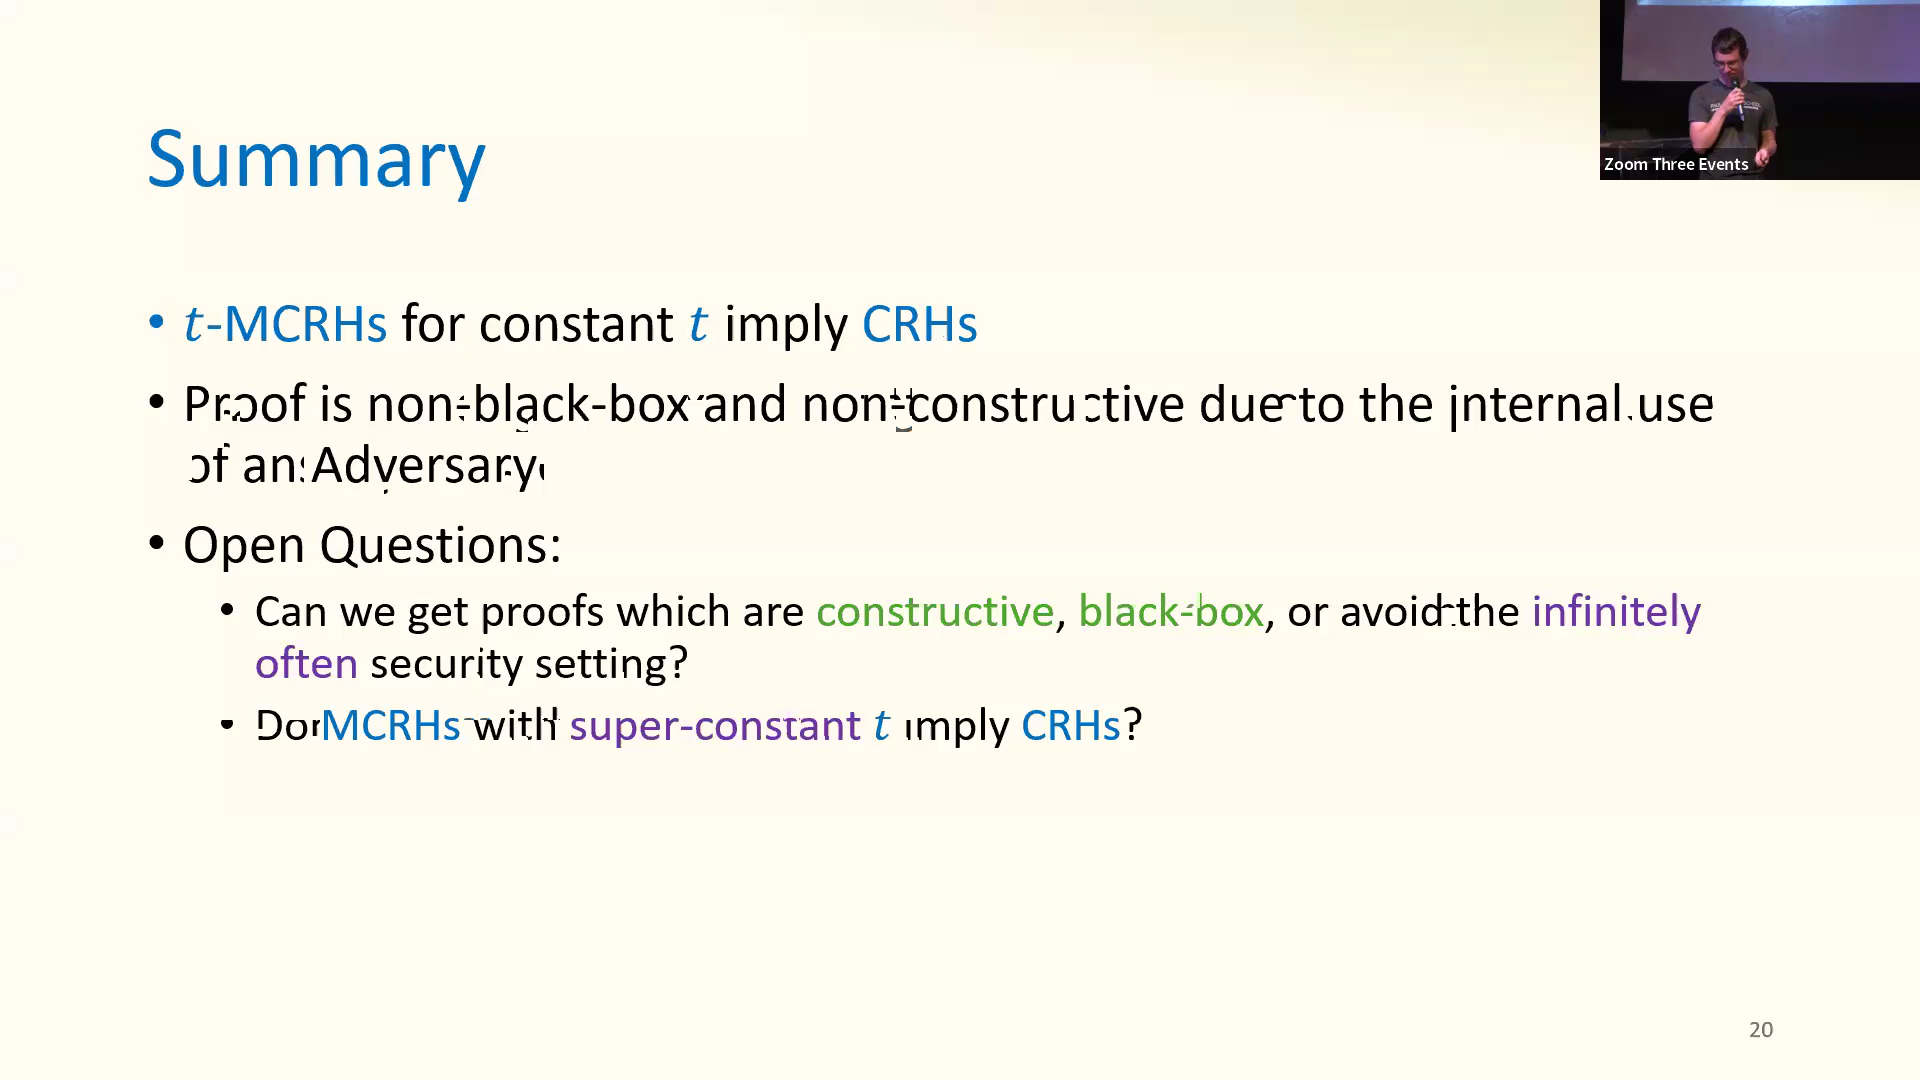 Zoom Three Events
Summary
• t-MCRHs for constant t imply CRHs
• Proof is non-black-box and non-constructive due to the internal use
of an Adversary
• Open Questions:
• Can we get proofs which are constructive, black-box, or avoid the infinitely
often security setting?
• Do MCRHs with super-constant t imply CRHs?
20